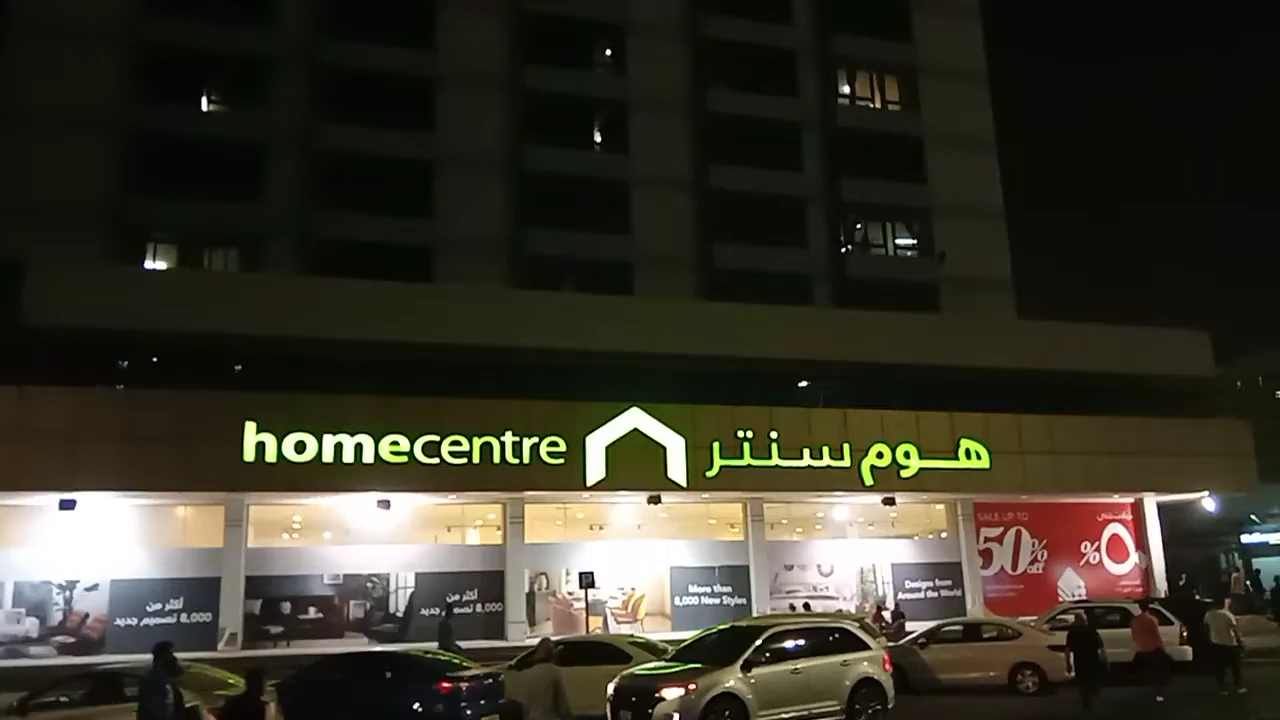 homecentre
هوم سنتر
أكثر من
8,000 تصميم جديد
أكثر من
8,000 تصميم جديد
More than
8,000 New Styles
Designs from
Around the World
SALE UP TO
50%
off
%٥٠